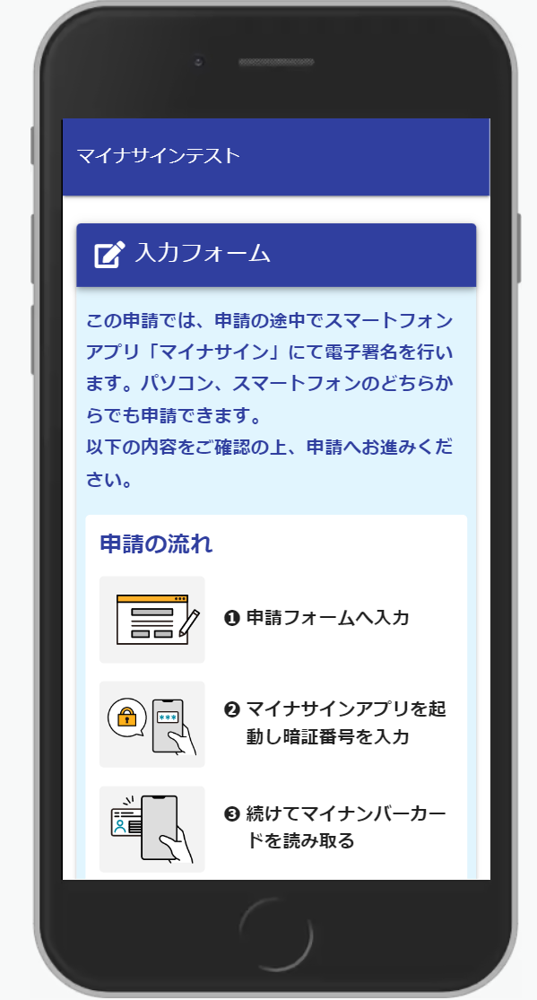 マイナサインテスト
入力フォーム
この申請では、申請の途中でスマートフォン
アプリ「マイナサイン」にて電子署名を行い
ます。パソコン、スマートフォンのどちらか
らでも申請できます。
以下の内容をご確認の上、申請へお進みくだ
さい。
申請の流れ
❶ 申請フォームへ入力
❷ マイナサインアプリを起
動し暗証番号を入力
***
❸ 続けてマイナンバーカー
ドを読み取る